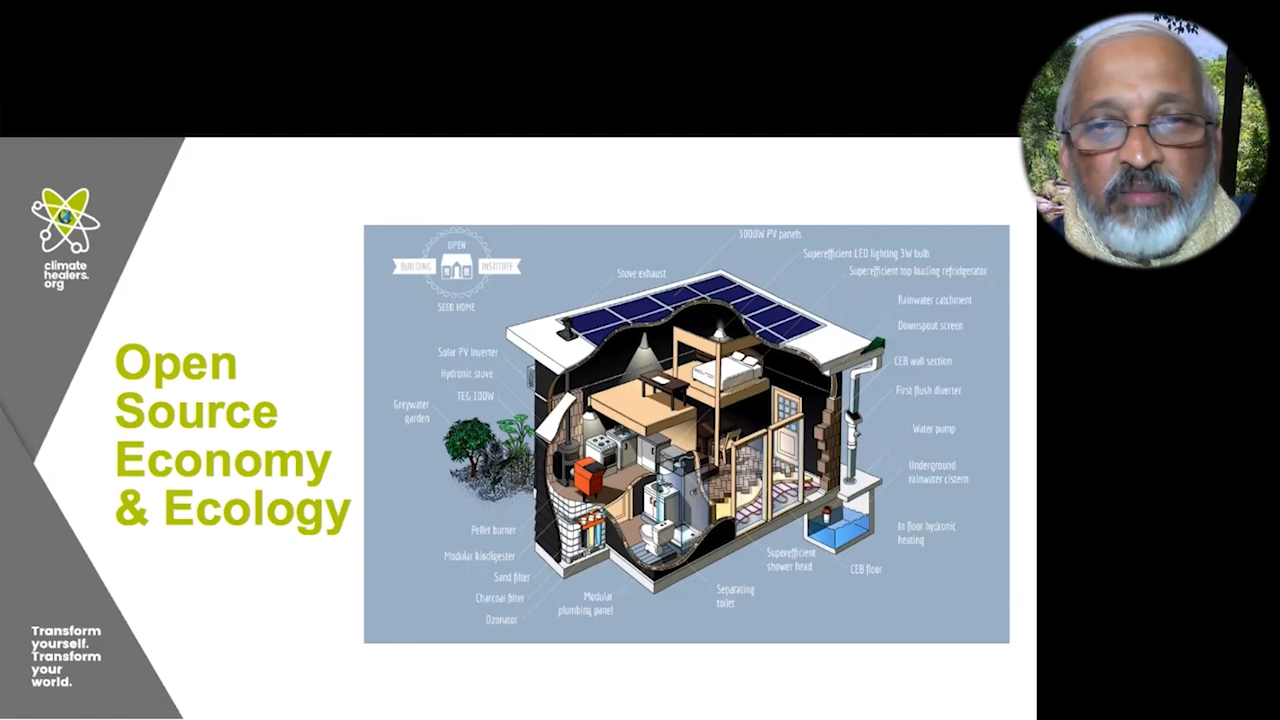 climate
healers.
org
Open
Source
Economy
& Ecology
Transform
yourself.
Transform
your
world.
OPEN
BUILDING INSTITUTE
SEED HOME
Stove exhaust
1000W PV panels
Superefficient LED lighting 3W bulb
Superefficient top loading refridgerator
Rainwater catchment
Downspout screen
CEB wall section
First flush diverter
Water pump
Underground
rainwater cistern
In floor hydronic
heating
CEB floor
Superefficient
shower head
Separating
toilet
Modular
plumbing panel
Solar PV inverter
Hydronic stove
TEG 100W
Greywater
garden
Pellet burner
Modular biodigester
Sand filter
Charcoal filter
Ozonator